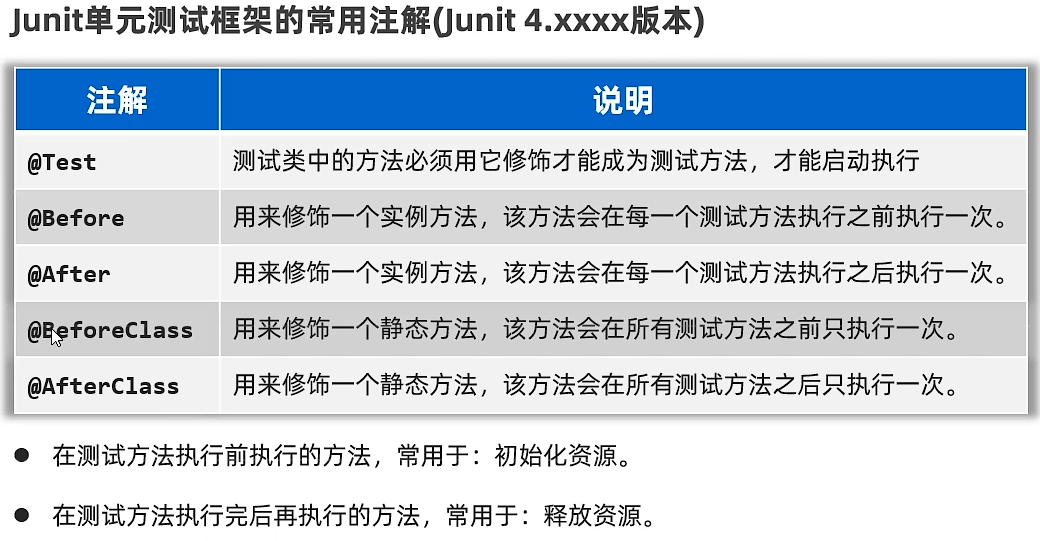 Junit单元测试框架的常用注解(Junit 4.xxxx版本)
注解 说明
@Test 测试类中的方法必须用它修饰才能成为测试方法，才能启动执行
@Before 用来修饰一个实例方法，该方法会在每一个测试方法执行之前执行一次。
@After 用来修饰一个实例方法，该方法会在每一个测试方法执行之后执行一次。
@BeforeClass 用来修饰一个静态方法，该方法会在所有测试方法之前只执行一次。
@AfterClass 用来修饰一个静态方法，该方法会在所有测试方法之后只执行一次。
● 在测试方法执行前执行的方法，常用于：初始化资源。
● 在测试方法执行完后再执行的方法，常用于：释放资源。